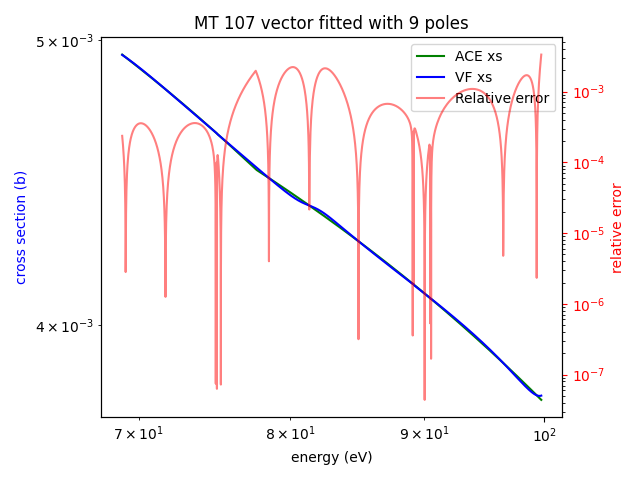 MT 107 vector fitted with 9 poles
5 × 10⁻³
4 × 10⁻³
cross section (b)
ACE xs
VF xs
Relative error
10⁻³
10⁻⁴
10⁻⁵
10⁻⁶
10⁻⁷
relative error
7 × 10¹
8 × 10¹
9 × 10¹
10²
energy (eV)